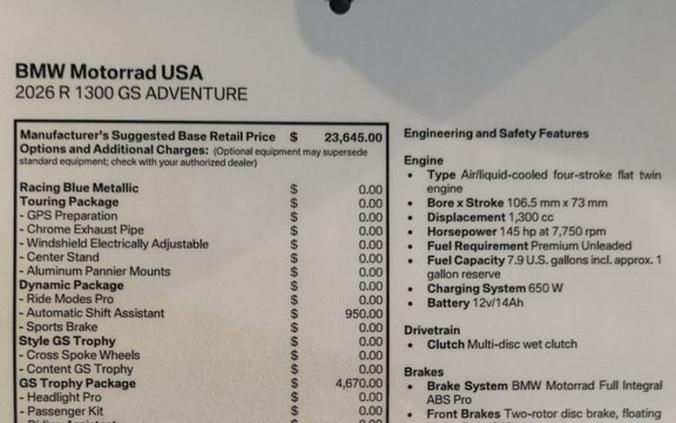 BMW Motorrad USA
2026 R 1300 GS ADVENTURE
Manufacturer's Suggested Base Retail Price $ 23,645.00
Options and Additional Charges: (Optional equipment may supersede
standard equipment; check with your authorized dealer)
Racing Blue Metallic $ 0.00
Touring Package $ 0.00
- GPS Preparation $ 0.00
- Chrome Exhaust Pipe $ 0.00
- Windshield Electrically Adjustable $ 0.00
- Center Stand $ 0.00
- Aluminum Pannier Mounts $ 0.00
Dynamic Package $ 0.00
- Ride Modes Pro $ 0.00
- Automatic Shift Assistant $ 950.00
- Sports Brake $ 0.00
Style GS Trophy $ 0.00
- Cross Spoke Wheels $ 0.00
- Content GS Trophy $ 0.00
GS Trophy Package $ 4,670.00
- Headlight Pro $ 0.00
- Passenger Kit $ 0.00
- Riding Assistant $ 0.00
Engineering and Safety Features
Engine
• Type Air/liquid-cooled four-stroke flat twin
engine
• Bore x Stroke 106.5 mm x 73 mm
• Displacement 1,300 cc
• Horsepower 145 hp at 7,750 rpm
• Fuel Requirement Premium Unleaded
• Fuel Capacity 7.9 U.S. gallons incl. approx. 1
gallon reserve
• Charging System 650 W
• Battery 12v/14Ah
Drivetrain
• Clutch Multi-disc wet clutch
Brakes
• Brake System BMW Motorrad Full Integral
ABS Pro
• Front Brakes Two-rotor disc brake, floating